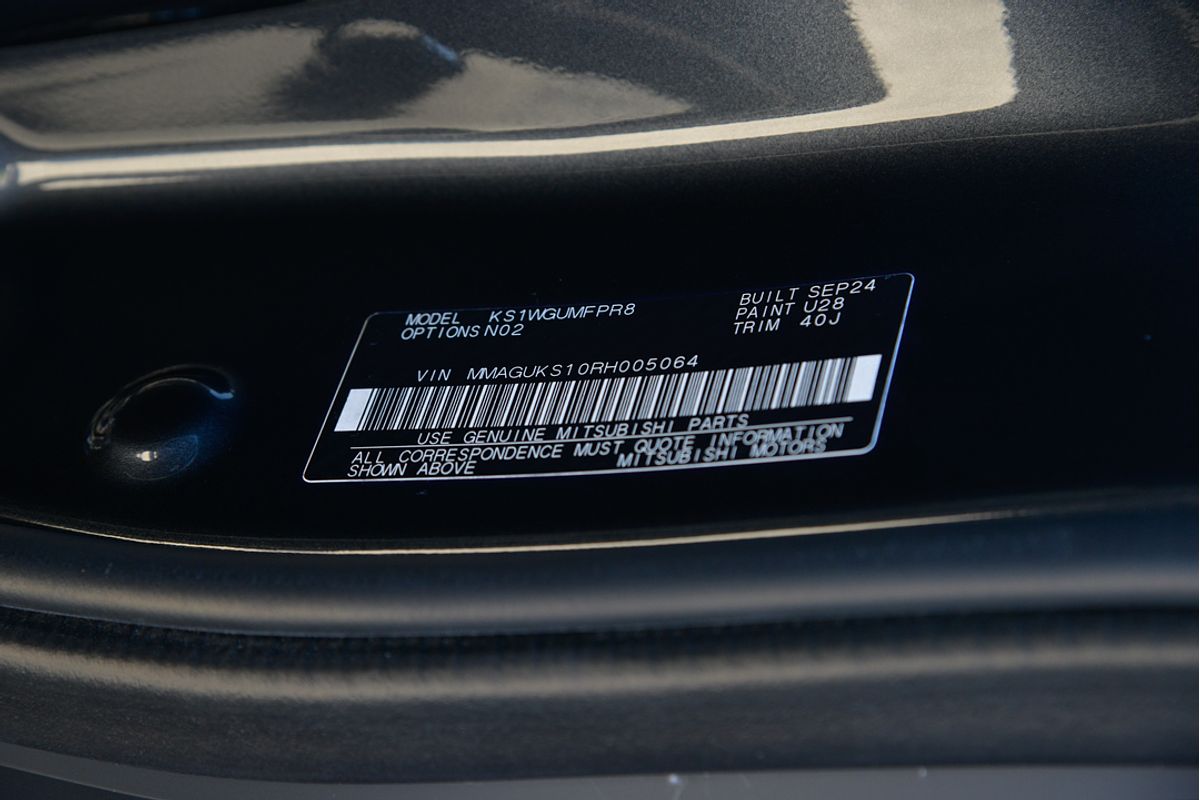 MODEL KS1WGUMFPR8 BUILT SEP24
OPTIONS N02 PAINT U28
TRIM 40J
VIN MMAGUKS10RH005064
USE GENUINE MITSUBISHI PARTS
ALL CORRESPONDENCE MUST QUOTE INFORMATION
SHOWN ABOVE MITSUBISHI MOTORS